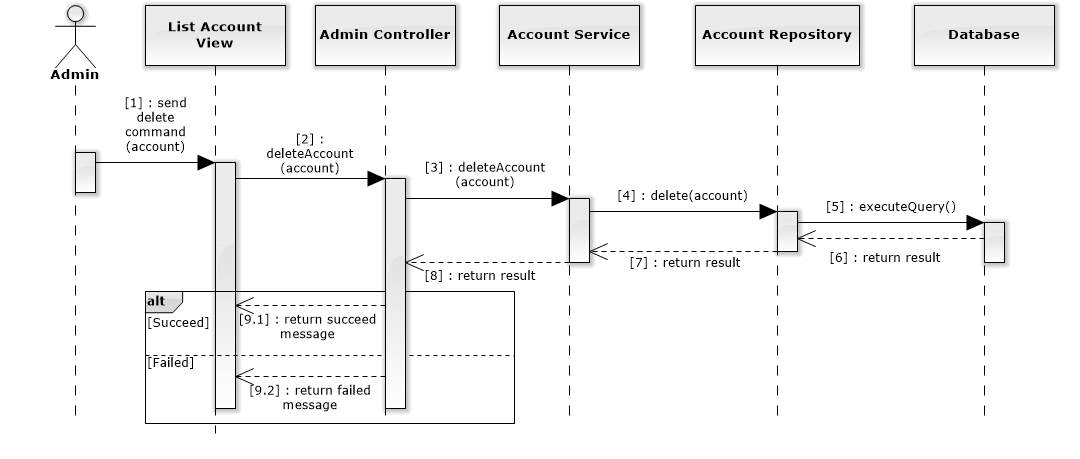 List Account
View
Admin Controller
Account Service
Account Repository
Database
Admin
[1] : send
delete
command
(account)
[2] :
deleteAccount
(account)
[3] : deleteAccount
(account)
[4] : delete(account)
[5] : executeQuery()
[6] : return result
[7] : return result
[8] : return result
alt
[Succeed]
[9.1] : return succeed
message
[Failed]
[9.2] : return failed
message